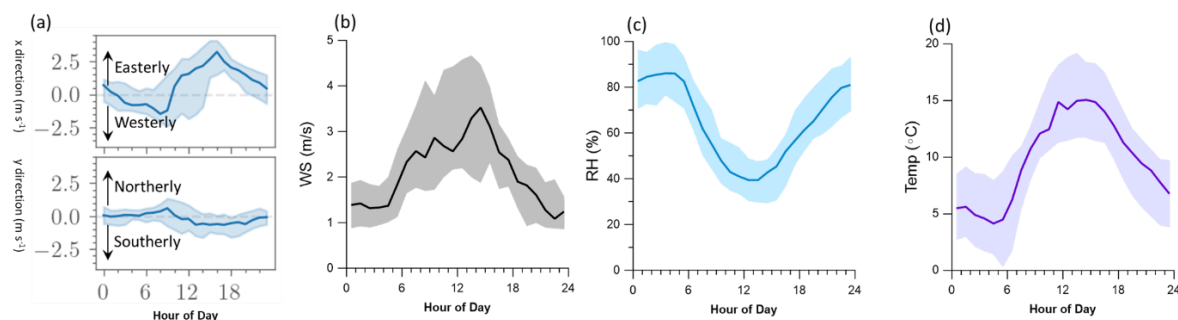 (a)
x direction (m s⁻¹)
2.5
0.0
−2.5
Easterly
Westerly
y direction (m s⁻¹)
2.5
0.0
−2.5
Northerly
Southerly
0 6 12 18
Hour of Day
(b)
WS (m/s)
5
4
3
2
1
0 6 12 18 24
Hour of Day
(c)
RH (%)
100
80
60
40
20
0
0 6 12 18 24
Hour of Day
(d)
Temp (°C)
20
15
10
5
0
0 6 12 18 24
Hour of Day